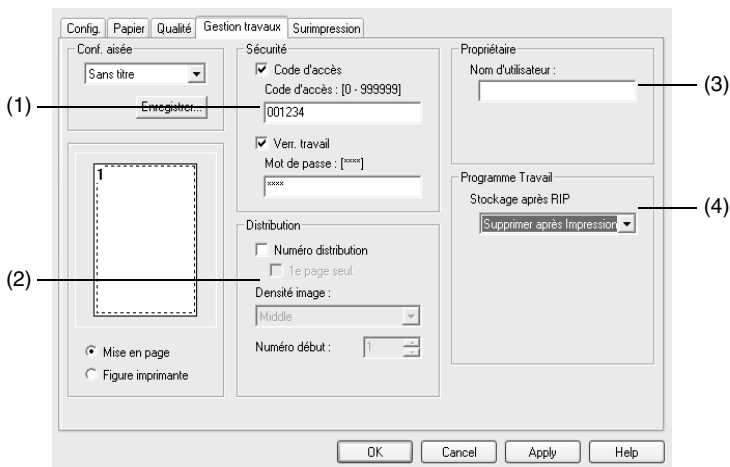 Config. Papier Qualité Gestion travaux Surimpression
Conf. aisée
Sans titre
Enregistrer...
1
Mise en page
Figure imprimante
Sécurité
Code d'accès
Code d'accès : [0 - 999999]
001234
Verr. travail
Mot de passe : [****]
****
Distribution
Numéro distribution
1e page seul.
Densité image :
Middle
Numéro début : 1
Propriétaire
Nom d'utilisateur :
Programme Travail
Stockage après RIP
Supprimer après Impression
(1)
(2)
(3)
(4)
OK Cancel Apply Help